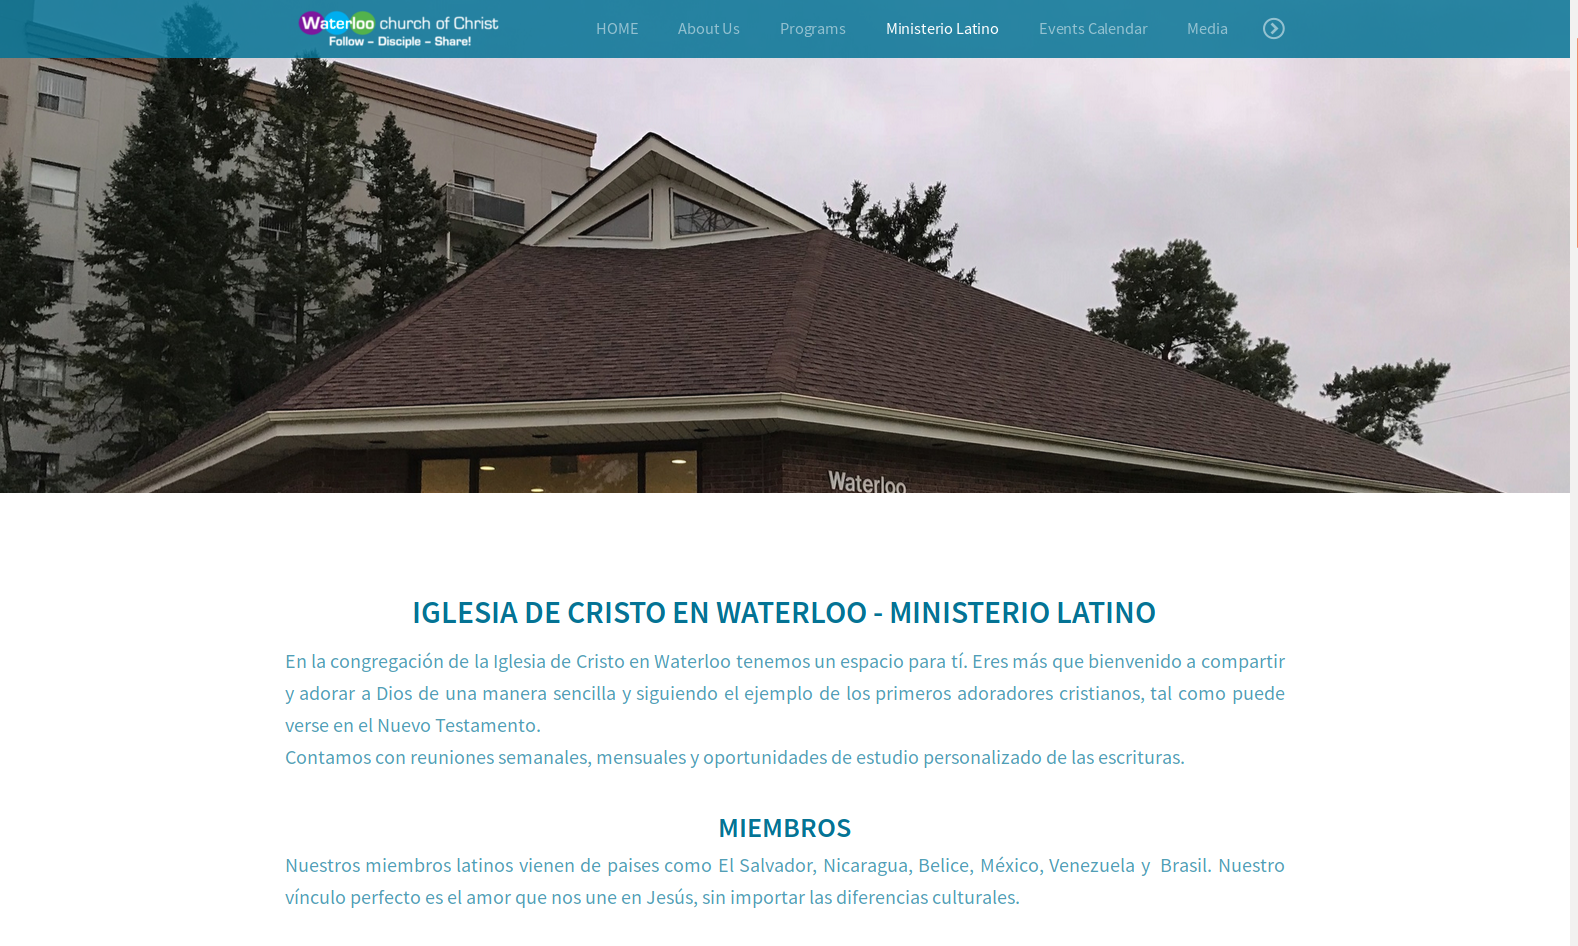 Waterloo church of Christ
Follow – Disciple – Share!
HOME
About Us
Programs
Ministerio Latino
Events Calendar
Media
Waterloo
IGLESIA DE CRISTO EN WATERLOO - MINISTERIO LATINO
En la congregación de la Iglesia de Cristo en Waterloo tenemos un espacio para tí. Eres más que bienvenido a compartir
y adorar a Dios de una manera sencilla y siguiendo el ejemplo de los primeros adoradores cristianos, tal como puede
verse en el Nuevo Testamento.
Contamos con reuniones semanales, mensuales y oportunidades de estudio personalizado de las escrituras.
MIEMBROS
Nuestros miembros latinos vienen de paises como El Salvador, Nicaragua, Belice, México, Venezuela y Brasil. Nuestro
vínculo perfecto es el amor que nos une en Jesús, sin importar las diferencias culturales.